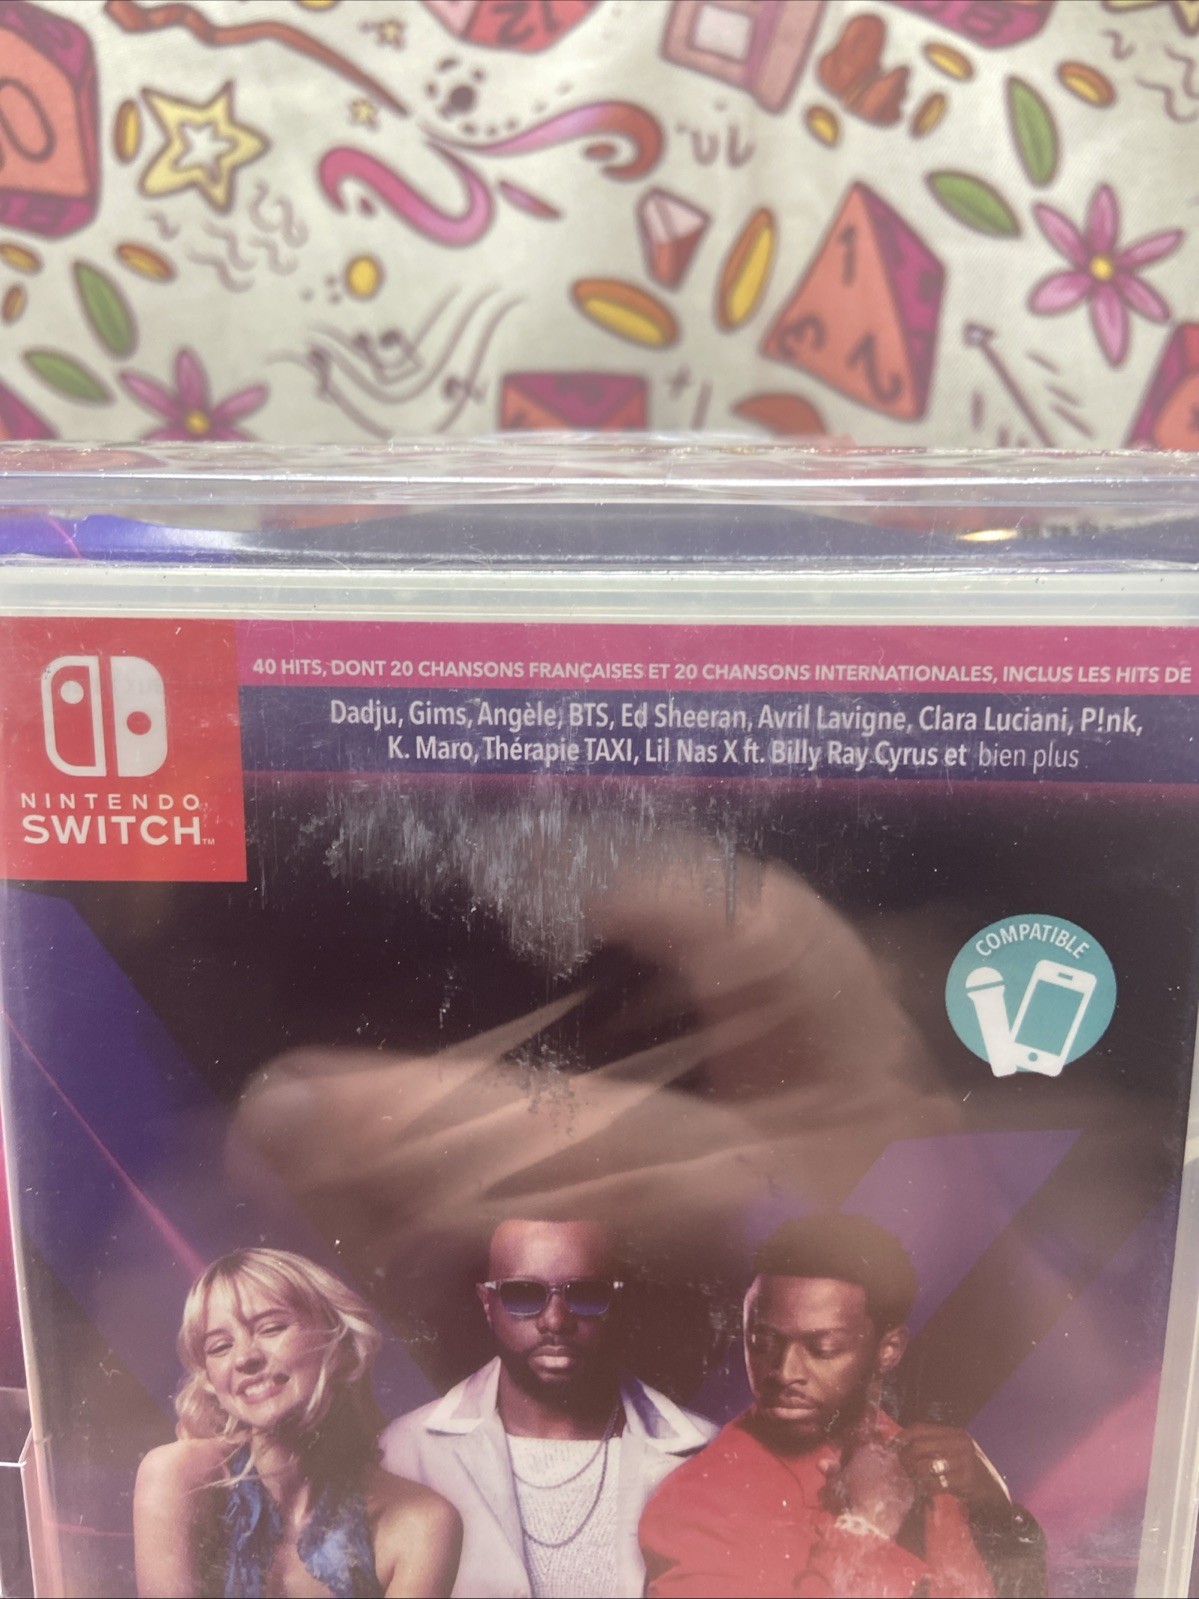 40 HITS, DONT 20 CHANSONS FRANÇAISES ET 20 CHANSONS INTERNATIONALES, INCLUS LES HITS DE
Dadju, Gims, Angèle, BTS, Ed Sheeran, Avril Lavigne, Clara Luciani, P!nk,
K. Maro, Thérapie TAXI, Lil Nas X ft. Billy Ray Cyrus et bien plus
NINTENDO
SWITCH™
COMPATIBLE
1